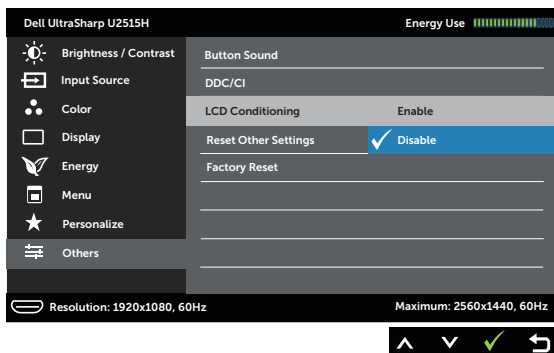 Dell UltraSharp U2515H Energy Use
Brightness / Contrast
Input Source
Color
Display
Energy
Menu
Personalize
Others
Button Sound
DDC/CI
LCD Conditioning Enable
Reset Other Settings Disable
Factory Reset
Resolution: 1920x1080, 60Hz Maximum: 2560x1440, 60Hz